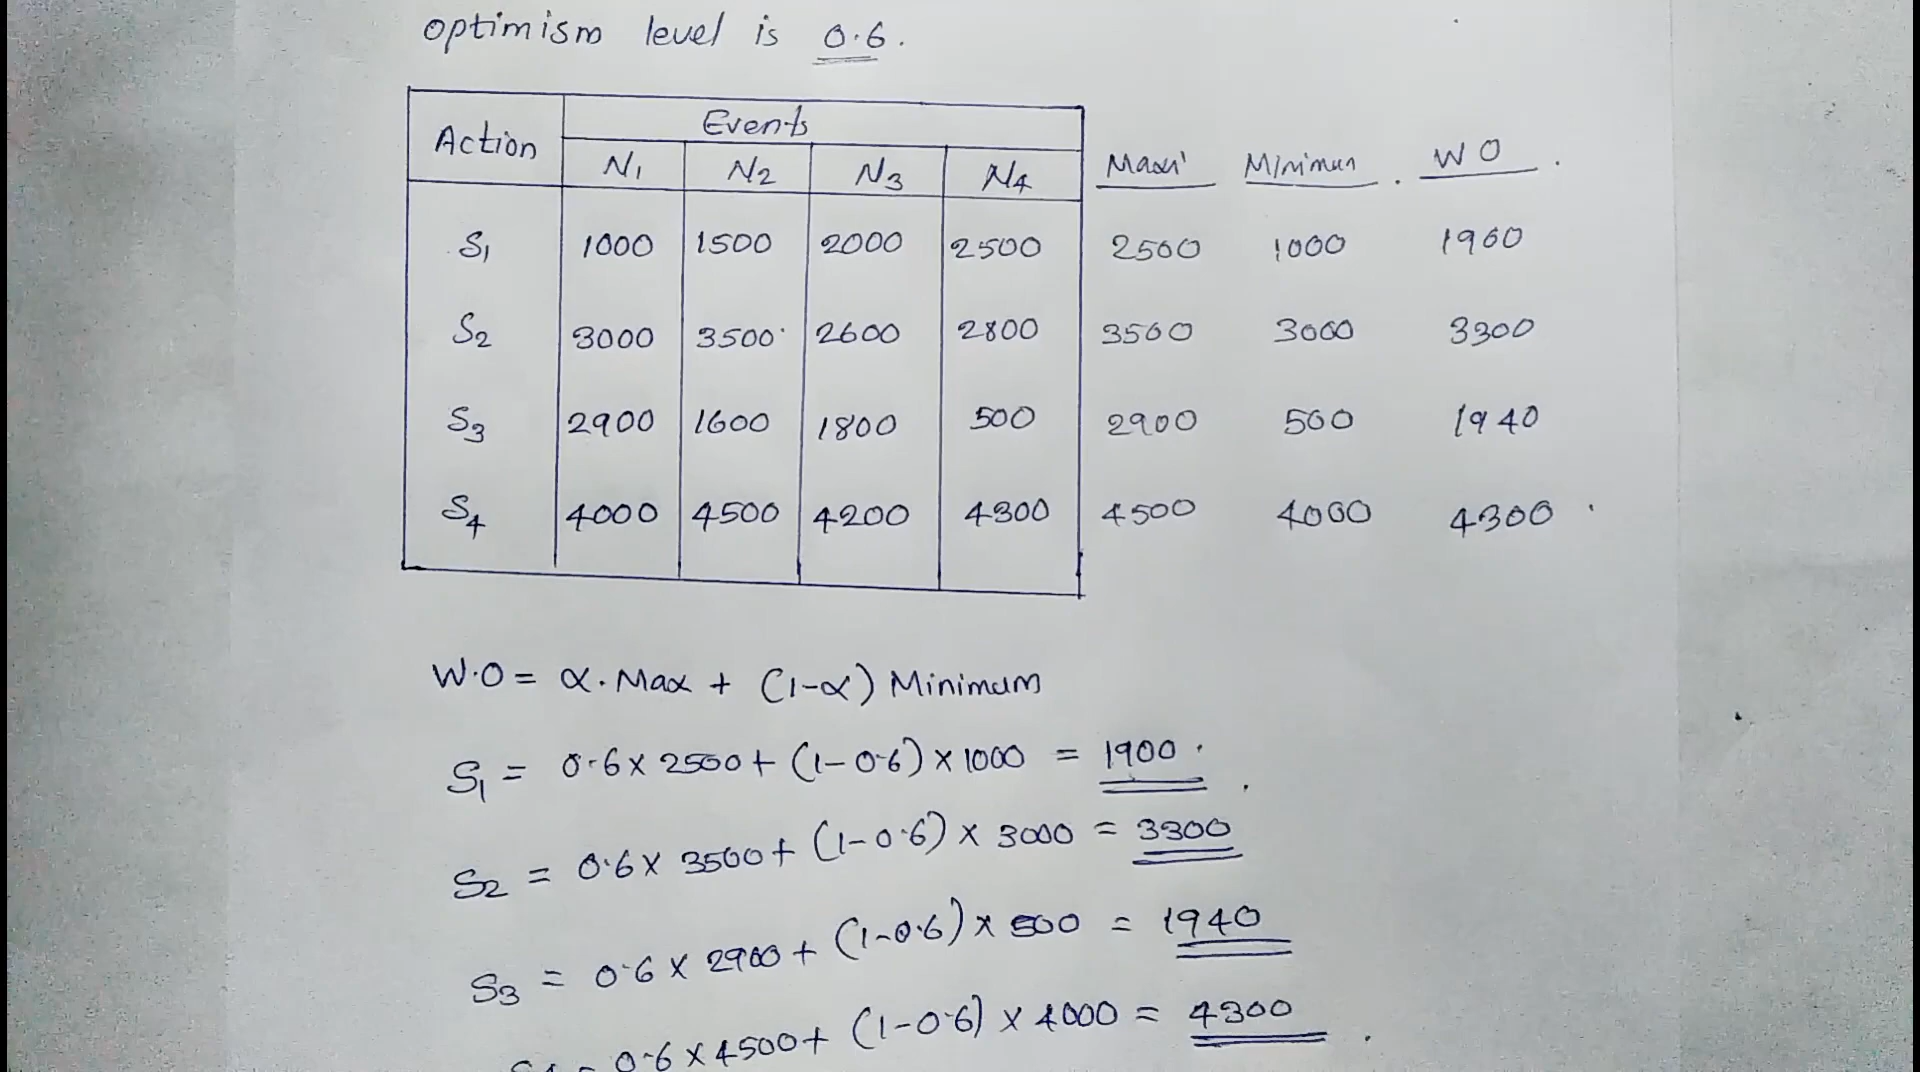 optimism level is 0.6.
Action Events
N1 N2 N3 N4 Maxi' Minimun . W O .
S1 1000 1500 2000 2500 2500 1000 1900
S2 3000 3500 2600 2800 3500 3000 3300
S3 2900 1600 1800 500 2900 500 1940
S4 4000 4500 4200 4300 4500 4000 4300
W.O = α. Max + (1-α) Minimum
S1 = 0.6 x 2500 + (1-0.6) x 1000 = 1900.
S2 = 0.6 x 3500 + (1-0.6) x 3000 = 3300
S3 = 0.6 x 2900 + (1-0.6) x 500 = 1940
S4 = 0.6 x 4500 + (1-0.6) x 4000 = 4300